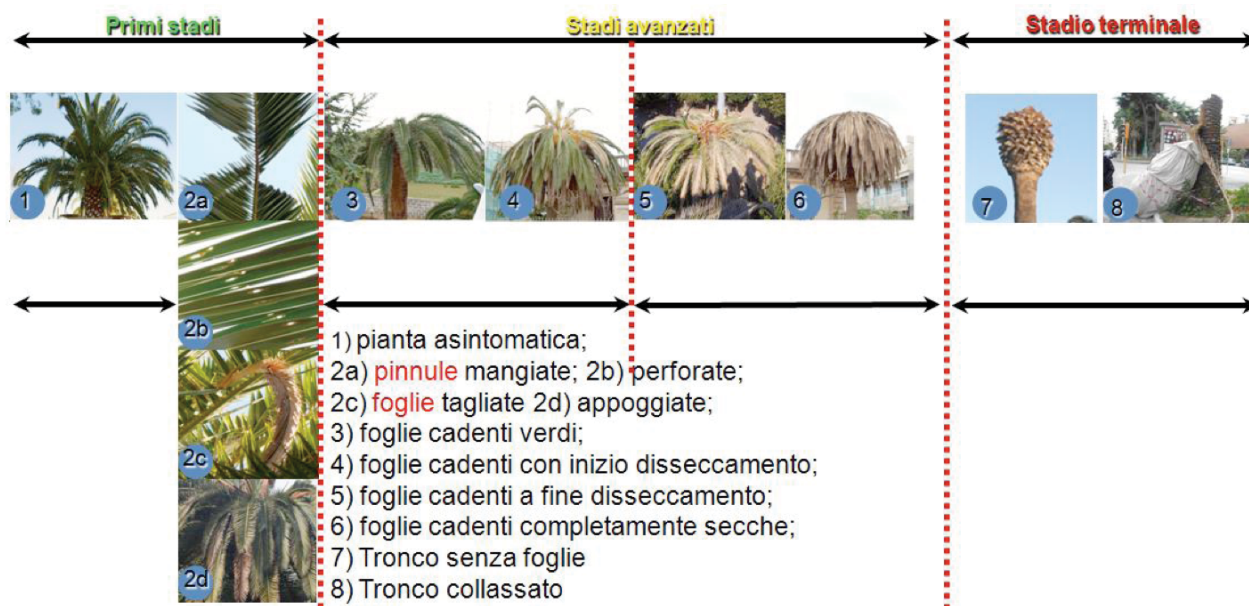 Primi stadi
Stadi avanzati
Stadio terminale
1
2a
3
4
5
6
7
8
2b
2c
2d
1) pianta asintomatica;
2a) pinnule mangiate; 2b) perforate;
2c) foglie tagliate 2d) appoggiate;
3) foglie cadenti verdi;
4) foglie cadenti con inizio disseccamento;
5) foglie cadenti a fine disseccamento;
6) foglie cadenti completamente secche;
7) Tronco senza foglie
8) Tronco collassato